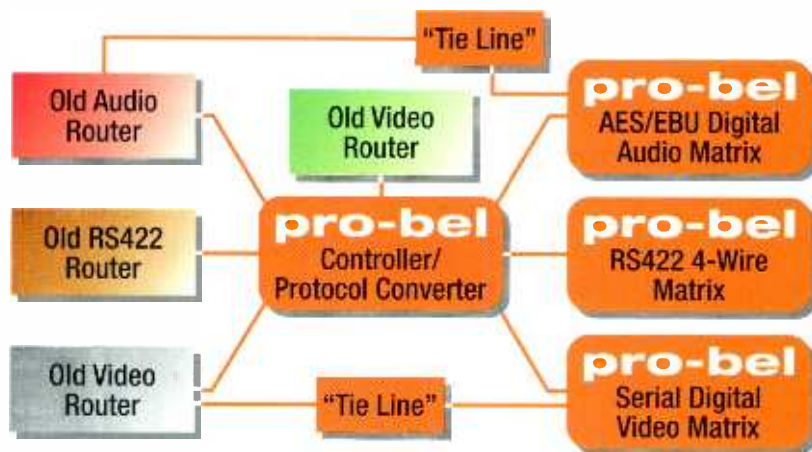 "Tie Line"
Old Audio
Router
Old Video
Router
pro-bel
AES/EBU Digital
Audio Matrix
Old RS422
Router
pro-bel
Controller/
Protocol Converter
pro-bel
RS422 4-Wire
Matrix
Old Video
Router
"Tie Line"
pro-bel
Serial Digital
Video Matrix